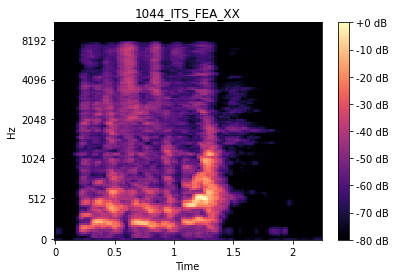 1044_ITS_FEA_XX
+0 dB
8192
-10 dB
4096
-20 dB
-30 dB
2048
Hz
-40 dB
1024
-50 dB
512
-60 dB
-70 dB
0
-80 dB
0
0.5
1
1.5
2
Time